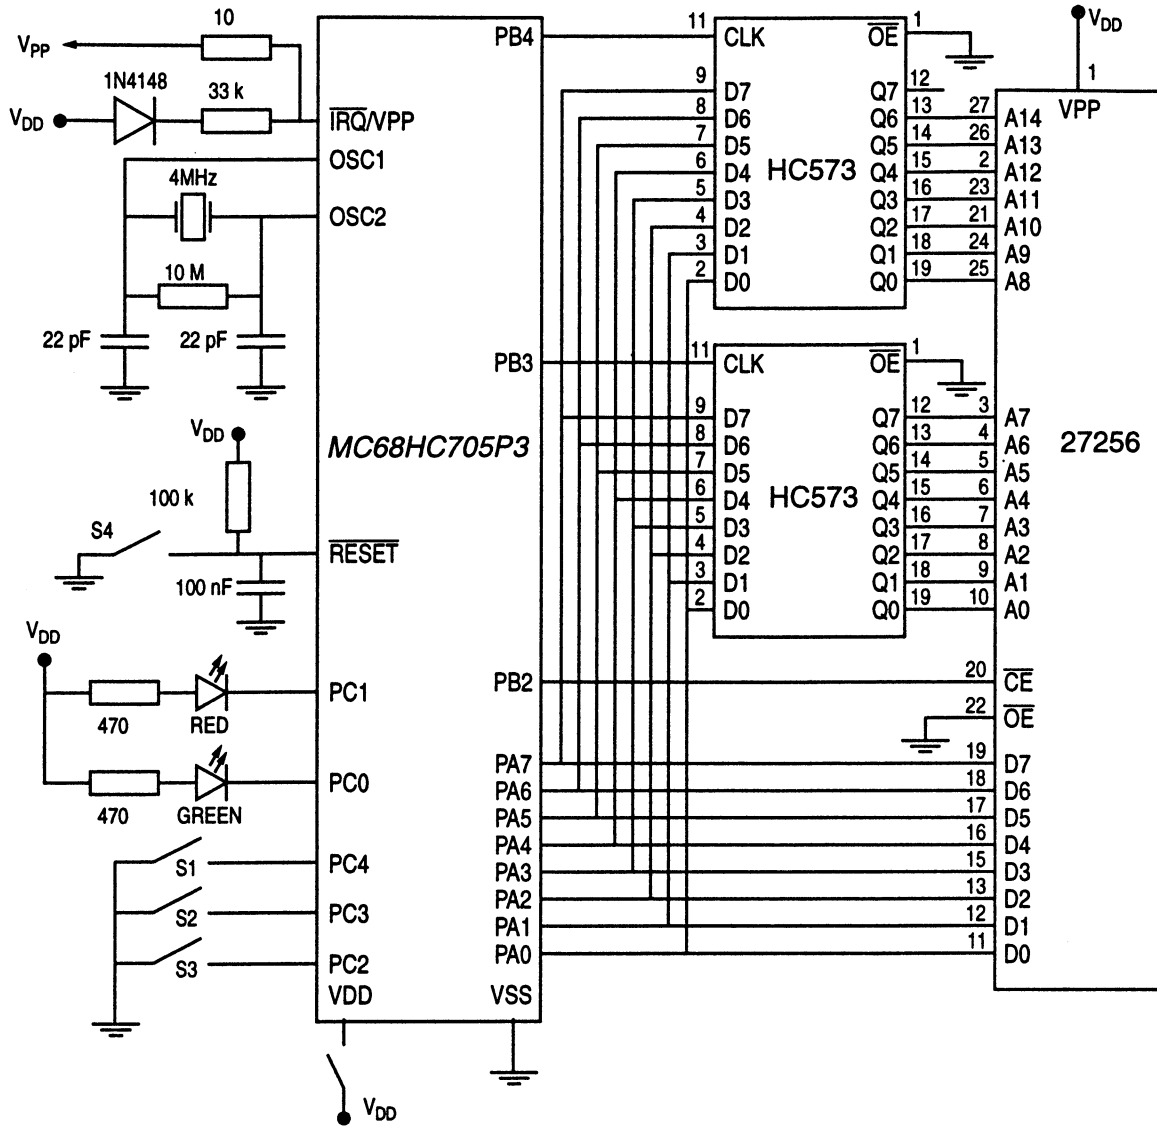 10
VPP
1N4148
33 k
VDD
IRQ/VPP
OSC1
4MHz
OSC2
10 M
22 pF
22 pF
VDD
100 k
S4
RESET
100 nF
VDD
470
RED
PC1
470
GREEN
PC0
S1
PC4
S2
PC3
S3
PC2
VDD
VSS
VDD
MC68HC705P3
PB4
PB3
PB2
PA7
PA6
PA5
PA4
PA3
PA2
PA1
PA0
11 CLK OE 1
9 D7 Q7 12
8 D6 Q6 13
7 D5 Q5 14
6 D4 Q4 15
5 D3 Q3 16
4 D2 Q2 17
3 D1 Q1 18
2 D0 Q0 19
HC573
11 CLK OE 1
9 D7 Q7 12
8 D6 Q6 13
7 D5 Q5 14
6 D4 Q4 15
5 D3 Q3 16
4 D2 Q2 17
3 D1 Q1 18
2 D0 Q0 19
HC573
VDD
1
VPP
27 A14
26 A13
2 A12
23 A11
21 A10
24 A9
25 A8
3 A7
4 A6
5 A5
6 A4
7 A3
8 A2
9 A1
10 A0
27256
20 CE
22 OE
19 D7
18 D6
17 D5
16 D4
15 D3
13 D2
12 D1
11 D0